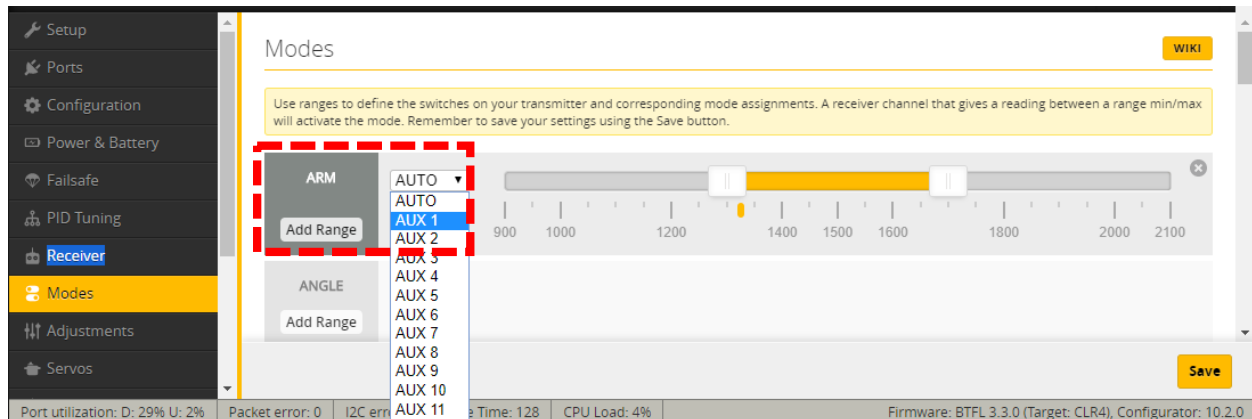 Setup
Ports
Configuration
Power & Battery
Failsafe
PID Tuning
Receiver
Modes
Adjustments
Servos
Modes
WIKI
Use ranges to define the switches on your transmitter and corresponding mode assignments. A receiver channel that gives a reading between a range min/max
will activate the mode. Remember to save your settings using the Save button.
ARM
Add Range
AUTO
AUTO
AUX 1
AUX 2
AUX 3
AUX 4
AUX 5
AUX 6
AUX 7
AUX 8
AUX 9
AUX 10
AUX 11
900 1000 1200 1400 1500 1600 1800 2000 2100
ANGLE
Add Range
Save
Port utilization: D: 29% U: 2% Packet error: 0 I2C Time: 128 CPU Load: 4% Firmware: BTFL 3.3.0 (Target: CLR4), Configurator: 10.2.0